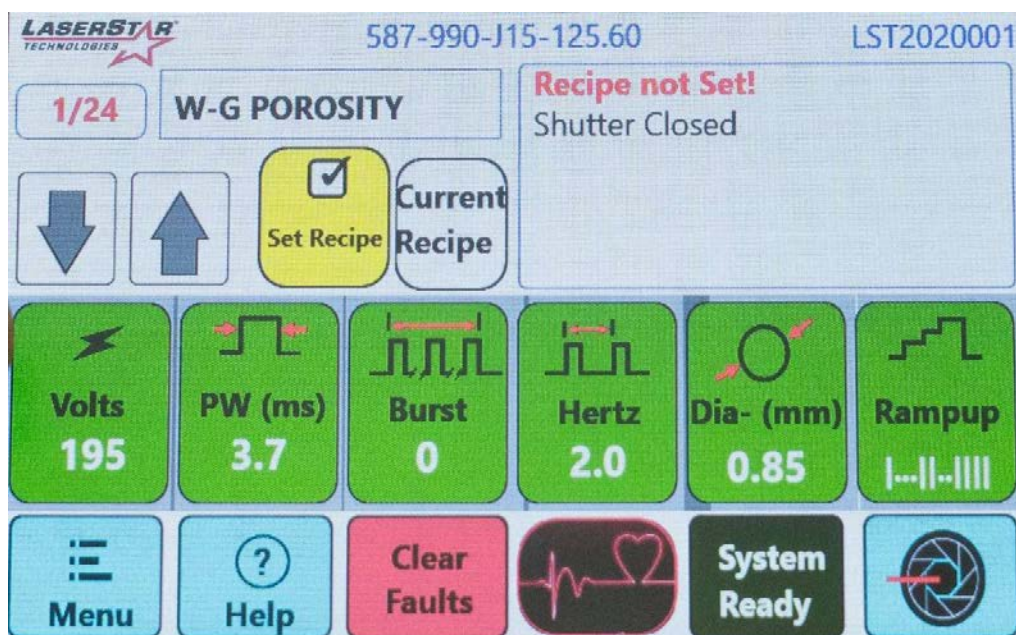 LASERSTAR
TECHNOLOGIES
587-990-J15-125.60
LST2020001
1/24
W-G POROSITY
Recipe not Set!
Shutter Closed
Set Recipe
Current
Recipe
Volts
195
PW (ms)
3.7
Burst
0
Hertz
2.0
Dia- (mm)
0.85
Rampup
Menu
?
Help
Clear
Faults
System
Ready